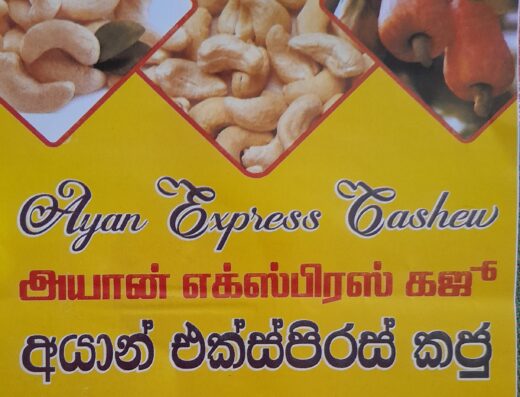 Ayan Express Cashew
அயான் எக்ஸ்பிரஸ் கஜூ
අයාන් එක්ස්පිරස් කජු